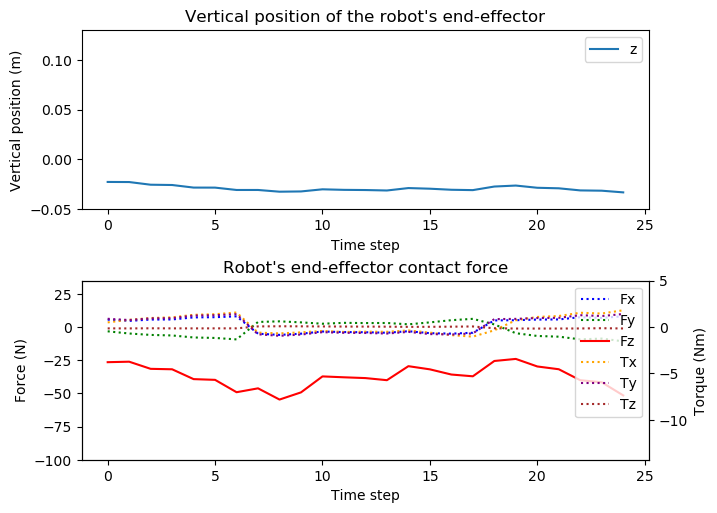 Vertical position of the robot's end-effector
Vertical position (m)
0.10
0.05
0.00
−0.05
z
0 5 10 15 20 25
Time step
Robot's end-effector contact force
Force (N)
25
0
−25
−50
−75
−100
Fx
Fy
Fz
Tx
Ty
Tz
5
0
−5
−10
Torque (Nm)
0 5 10 15 20 25
Time step